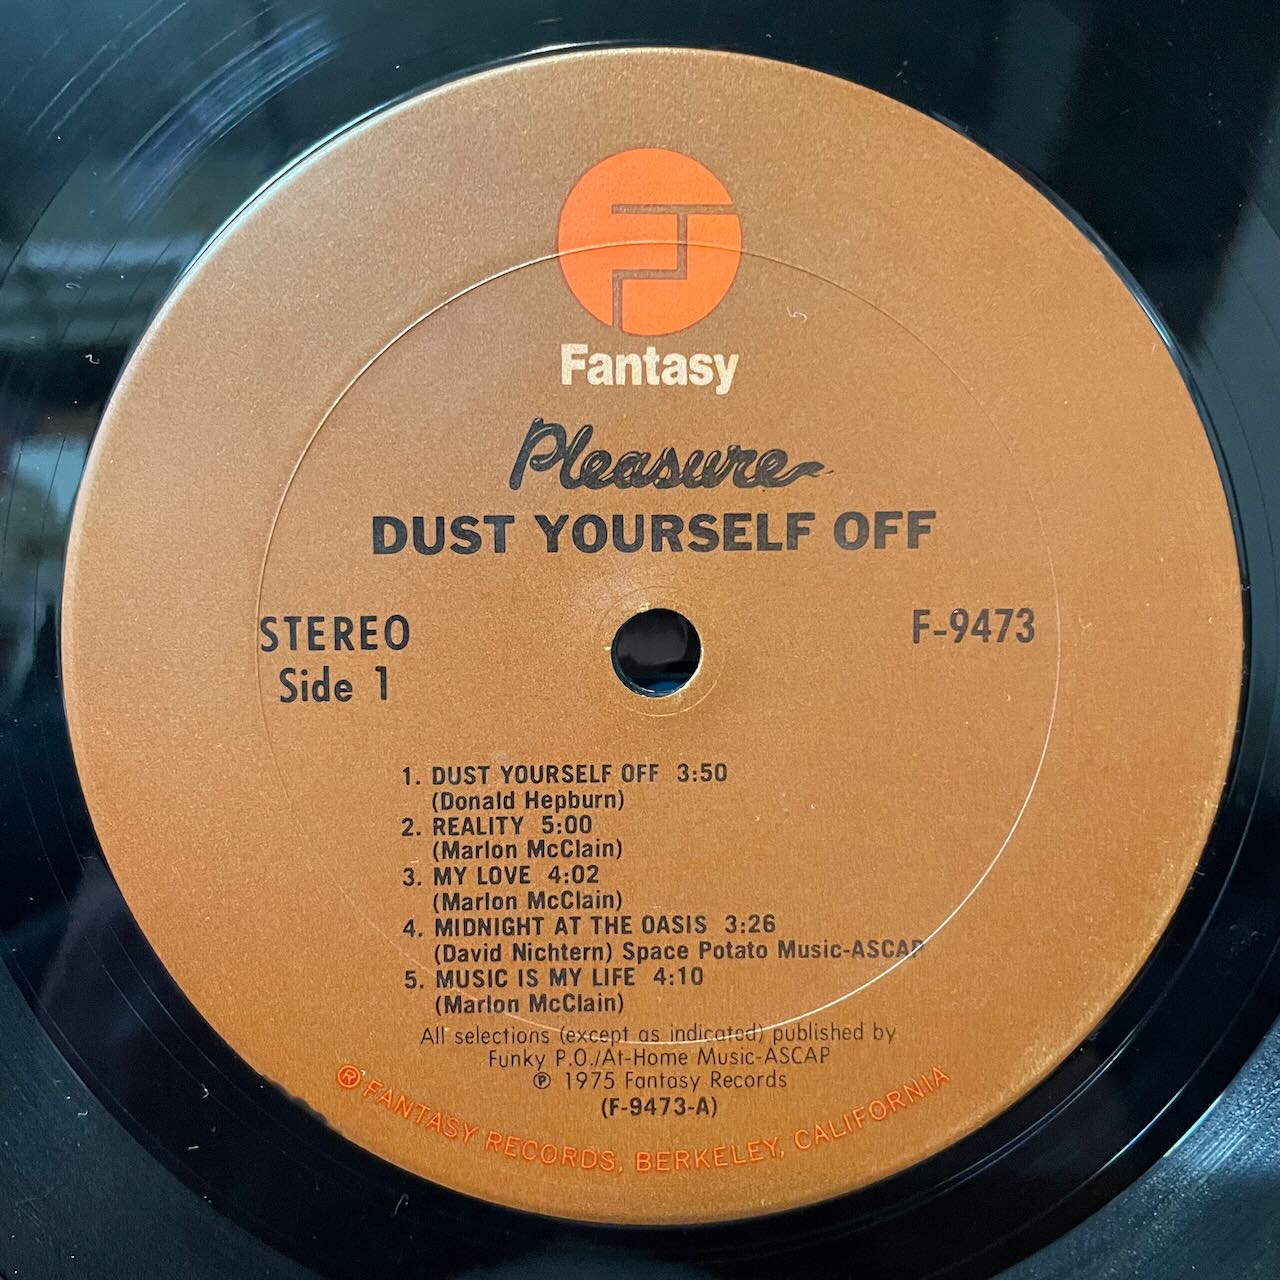 Fantasy
Pleasure
DUST YOURSELF OFF
STEREO
Side 1
F-9473
1. DUST YOURSELF OFF 3:50
(Donald Hepburn)
2. REALITY 5:00
(Marlon McClain)
3. MY LOVE 4:02
(Marlon McClain)
4. MIDNIGHT AT THE OASIS 3:26
(David Nichtern) Space Potato Music-ASCAP
5. MUSIC IS MY LIFE 4:10
(Marlon McClain)
All selections (except as indicated) published by
Funky P.O./At-Home Music-ASCAP
℗ 1975 Fantasy Records
(F-9473-A)
® FANTASY RECORDS, BERKELEY, CALIFORNIA